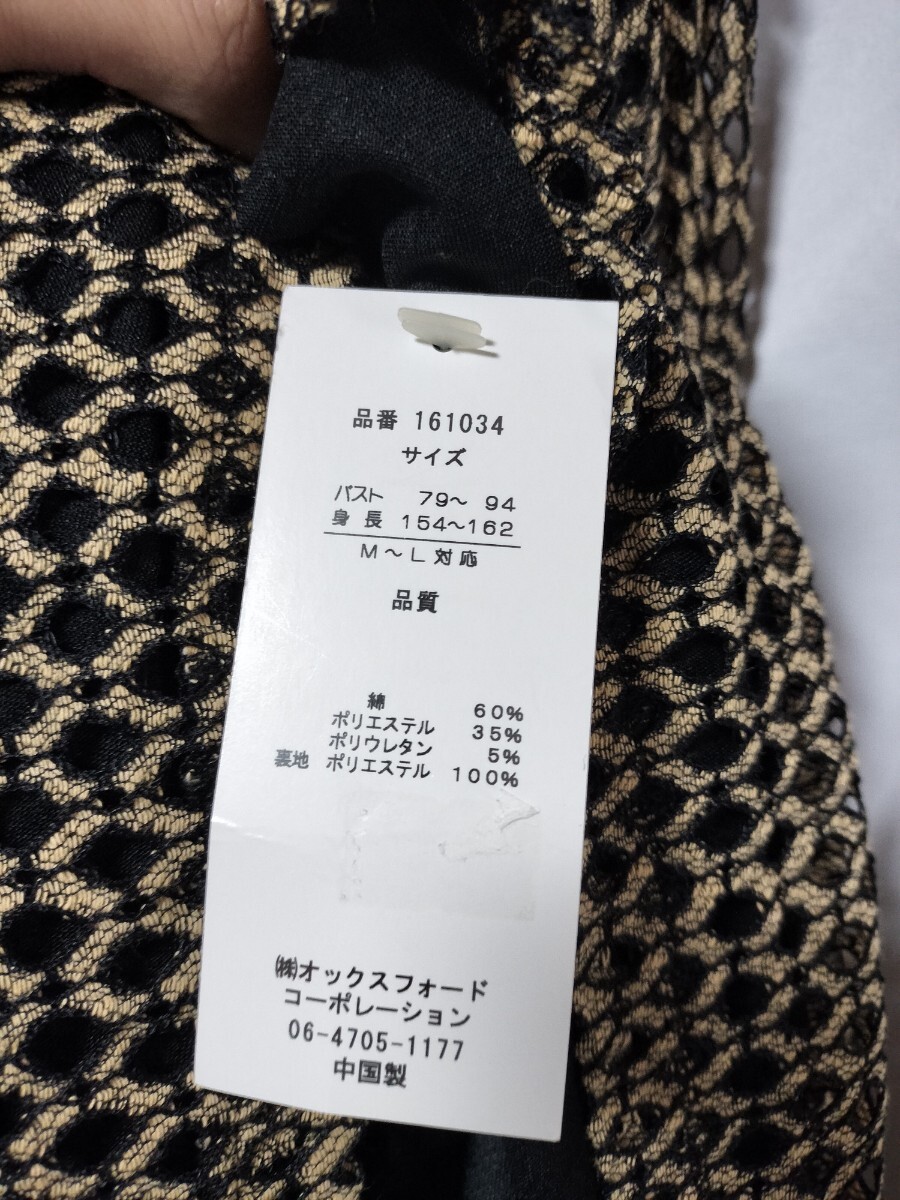 品番 161034
サイズ
バスト 79～ 94
身長 154～162
M～L対応
品質
綿 60%
ポリエステル 35%
ポリウレタン 5%
裏地 ポリエステル 100%
㈱オックスフォード
コーポレーション
06-4705-1177
中国製